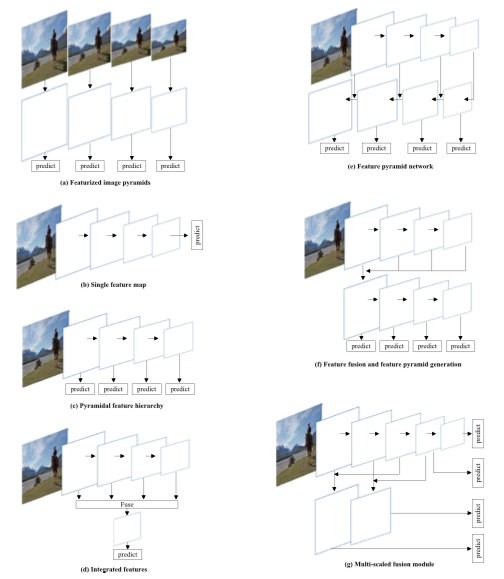 predict predict predict predict
(a) Featurized image pyramids
predict
(b) Single feature map
predict predict predict predict
(c) Pyramidal feature hierarchy
Fuse
predict
(d) Integrated features
predict predict predict predict
(e) Feature pyramid network
predict predict predict predict
(f) Feature fusion and feature pyramid generation
predict
predict
predict
predict
(g) Multi-scaled fusion module